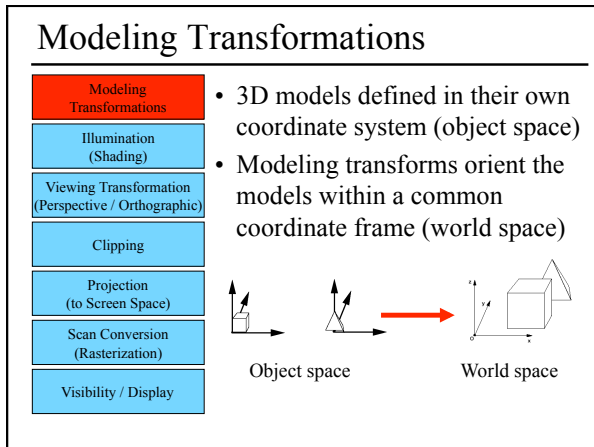 Modeling Transformations
Modeling
Transformations
Illumination
(Shading)
Viewing Transformation
(Perspective / Orthographic)
Clipping
Projection
(to Screen Space)
Scan Conversion
(Rasterization)
Visibility / Display
• 3D models defined in their own
coordinate system (object space)
• Modeling transforms orient the
models within a common
coordinate frame (world space)
z
y
o
x
Object space
World space